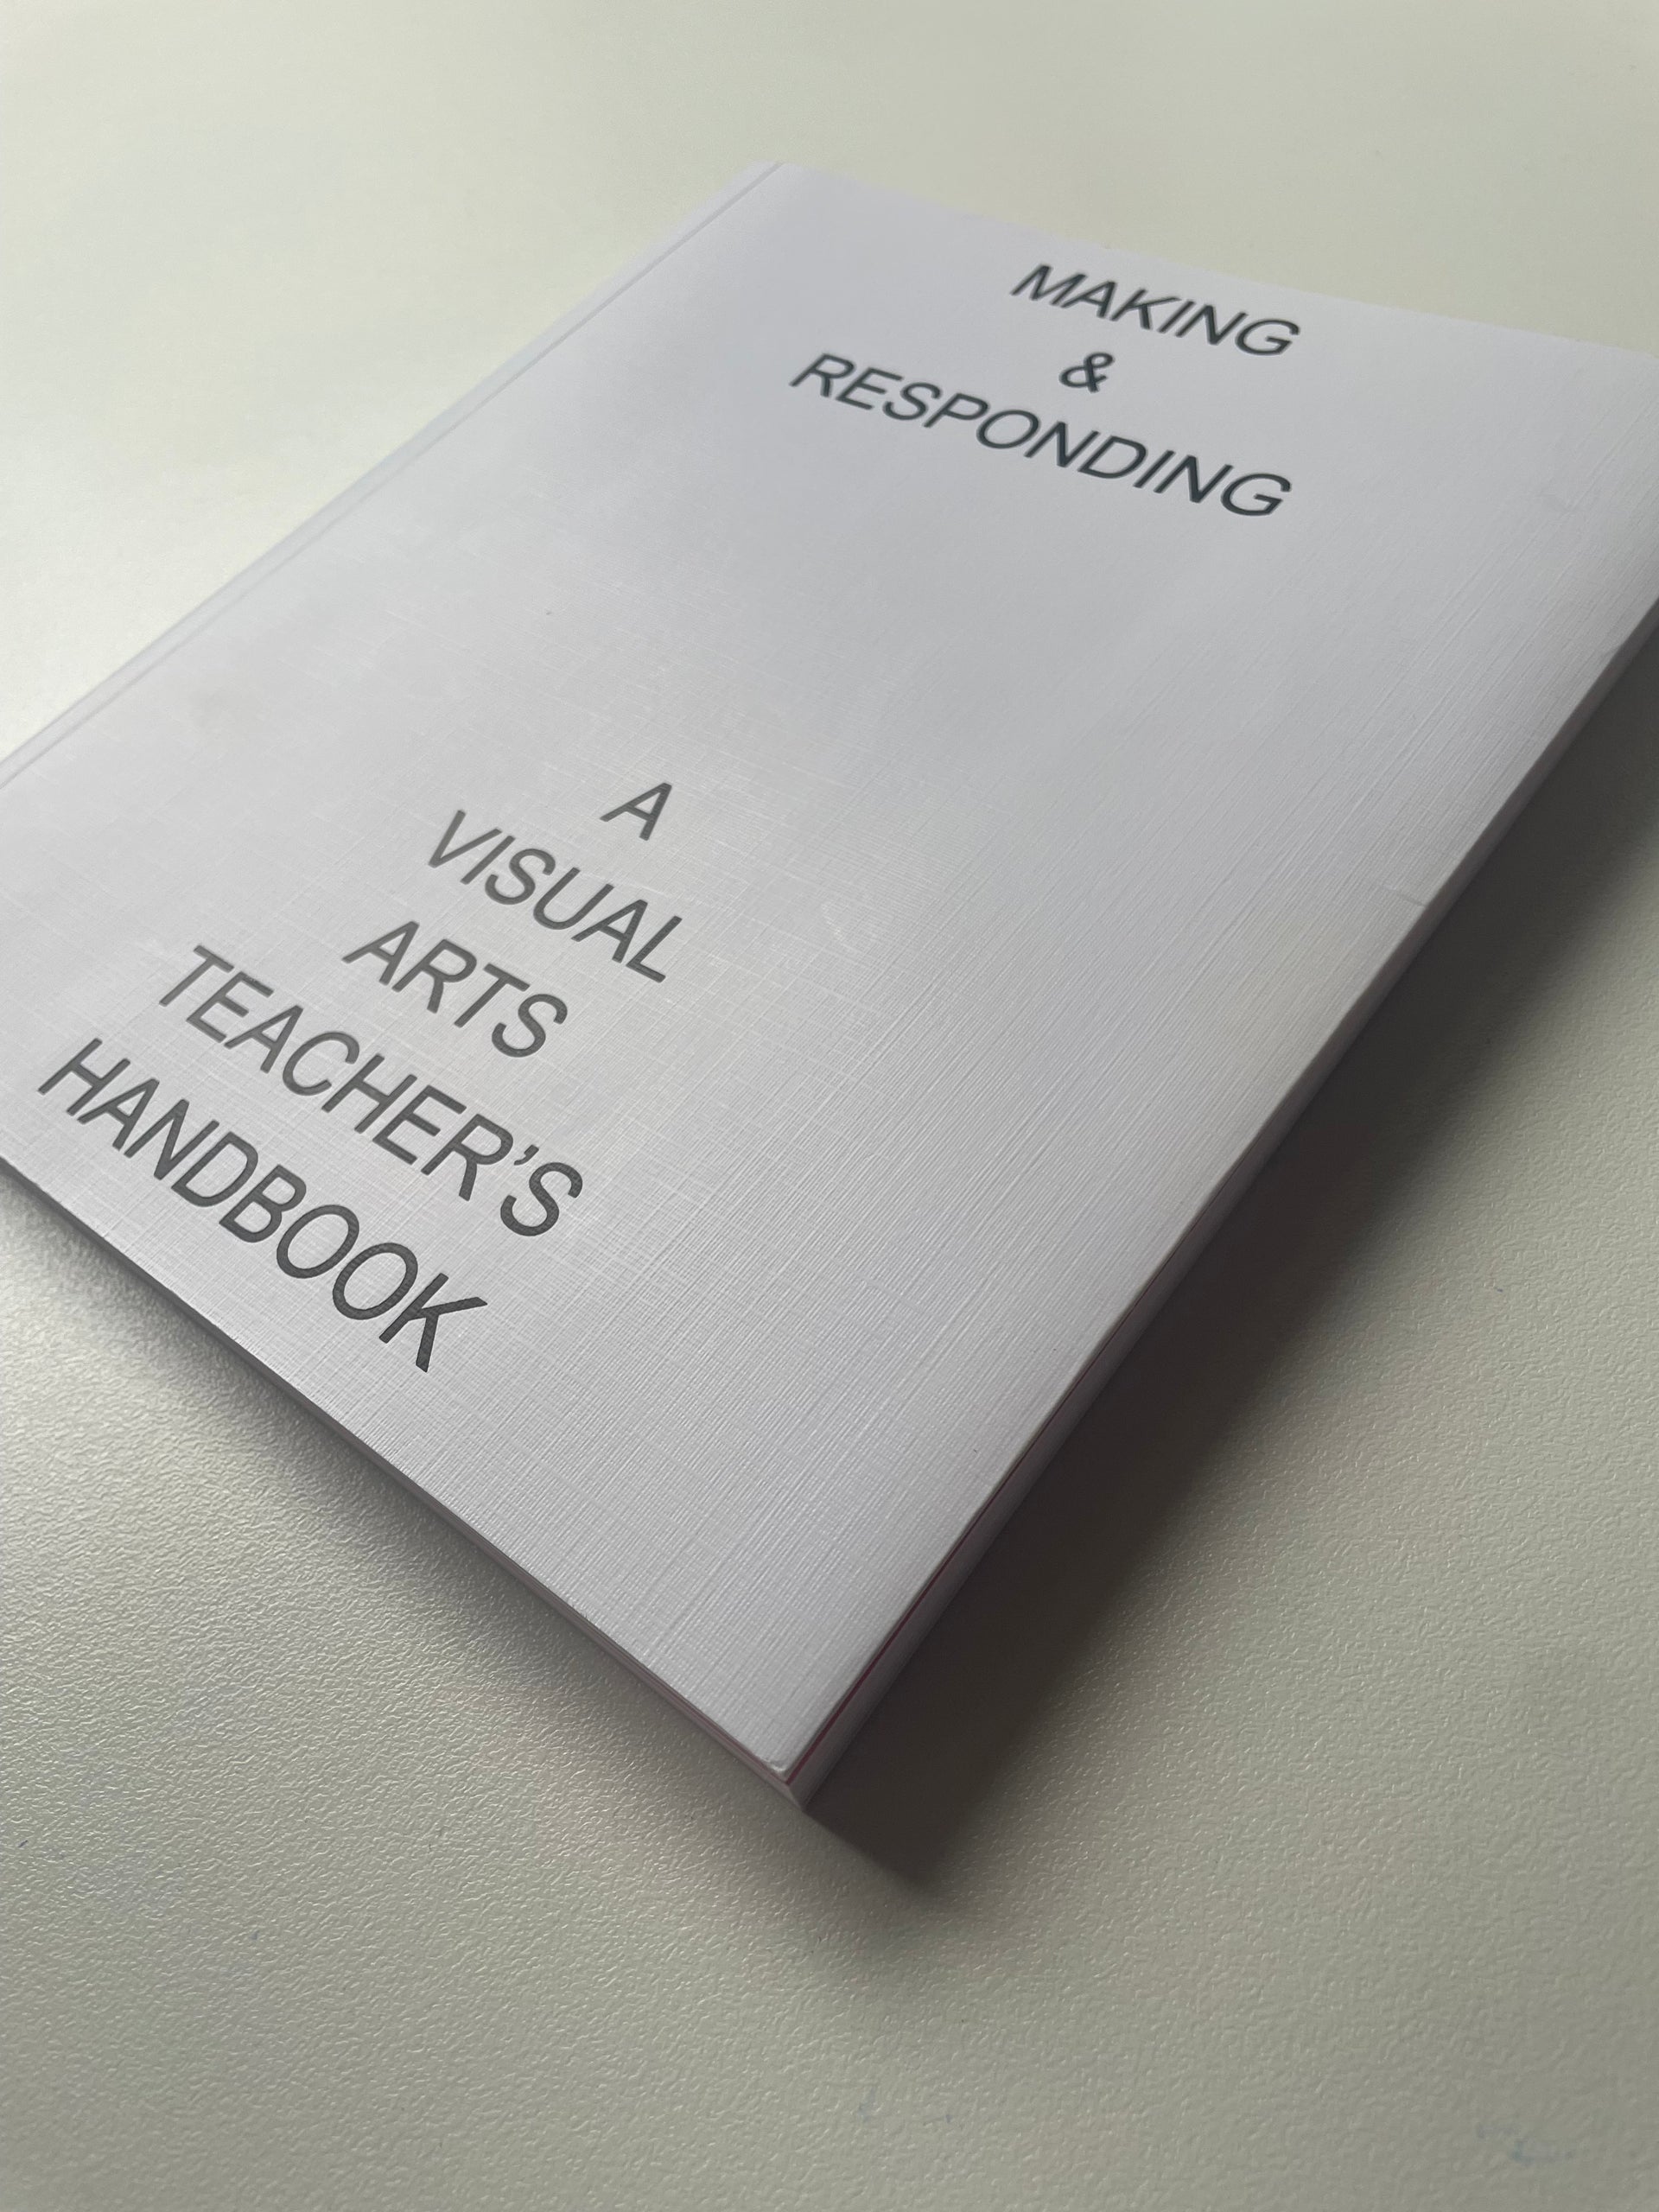 MAKING
&
RESPONDING
A
VISUAL
ARTS
TEACHER’S
HANDBOOK